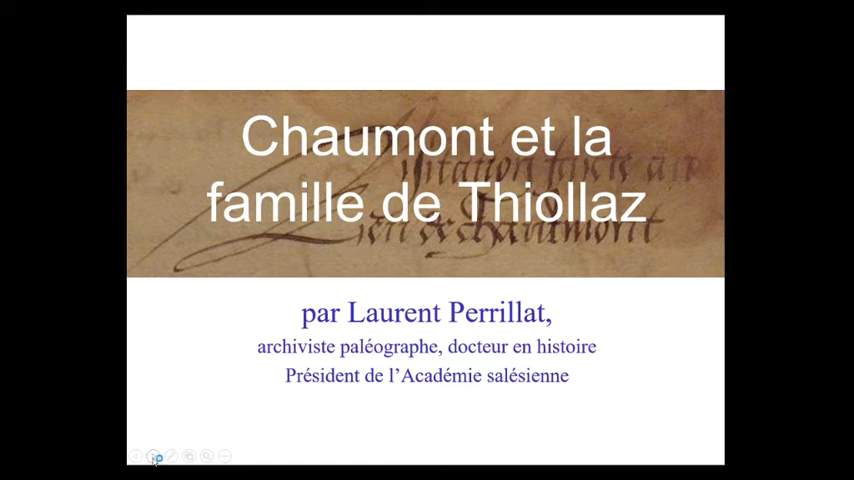 Chaumont et la
famille de Thiollaz
par Laurent Perrillat,
archiviste paléographe, docteur en histoire
Président de l’Académie salésienne